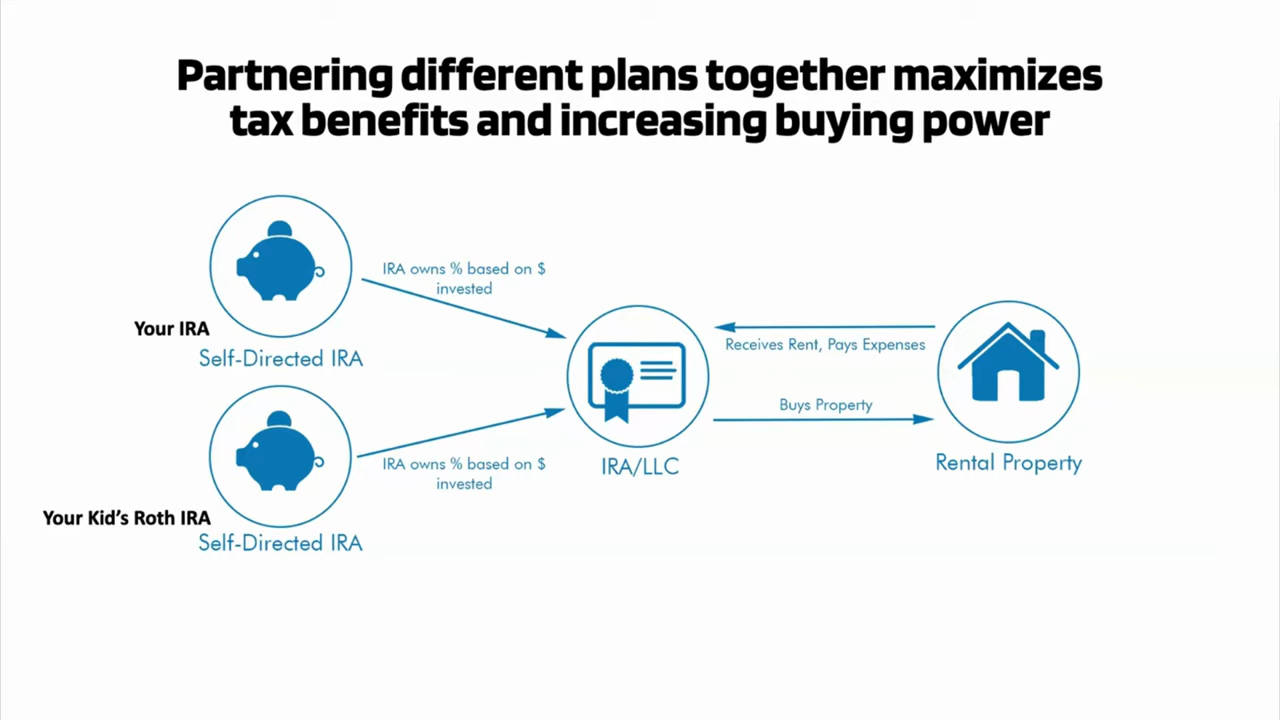 Partnering different plans together maximizes
tax benefits and increasing buying power
IRA owns % based on $
invested
Your IRA
Self-Directed IRA
Receives Rent, Pays Expenses
Buys Property
IRA/LLC
Rental Property
IRA owns % based on $
invested
Your Kid's Roth IRA
Self-Directed IRA